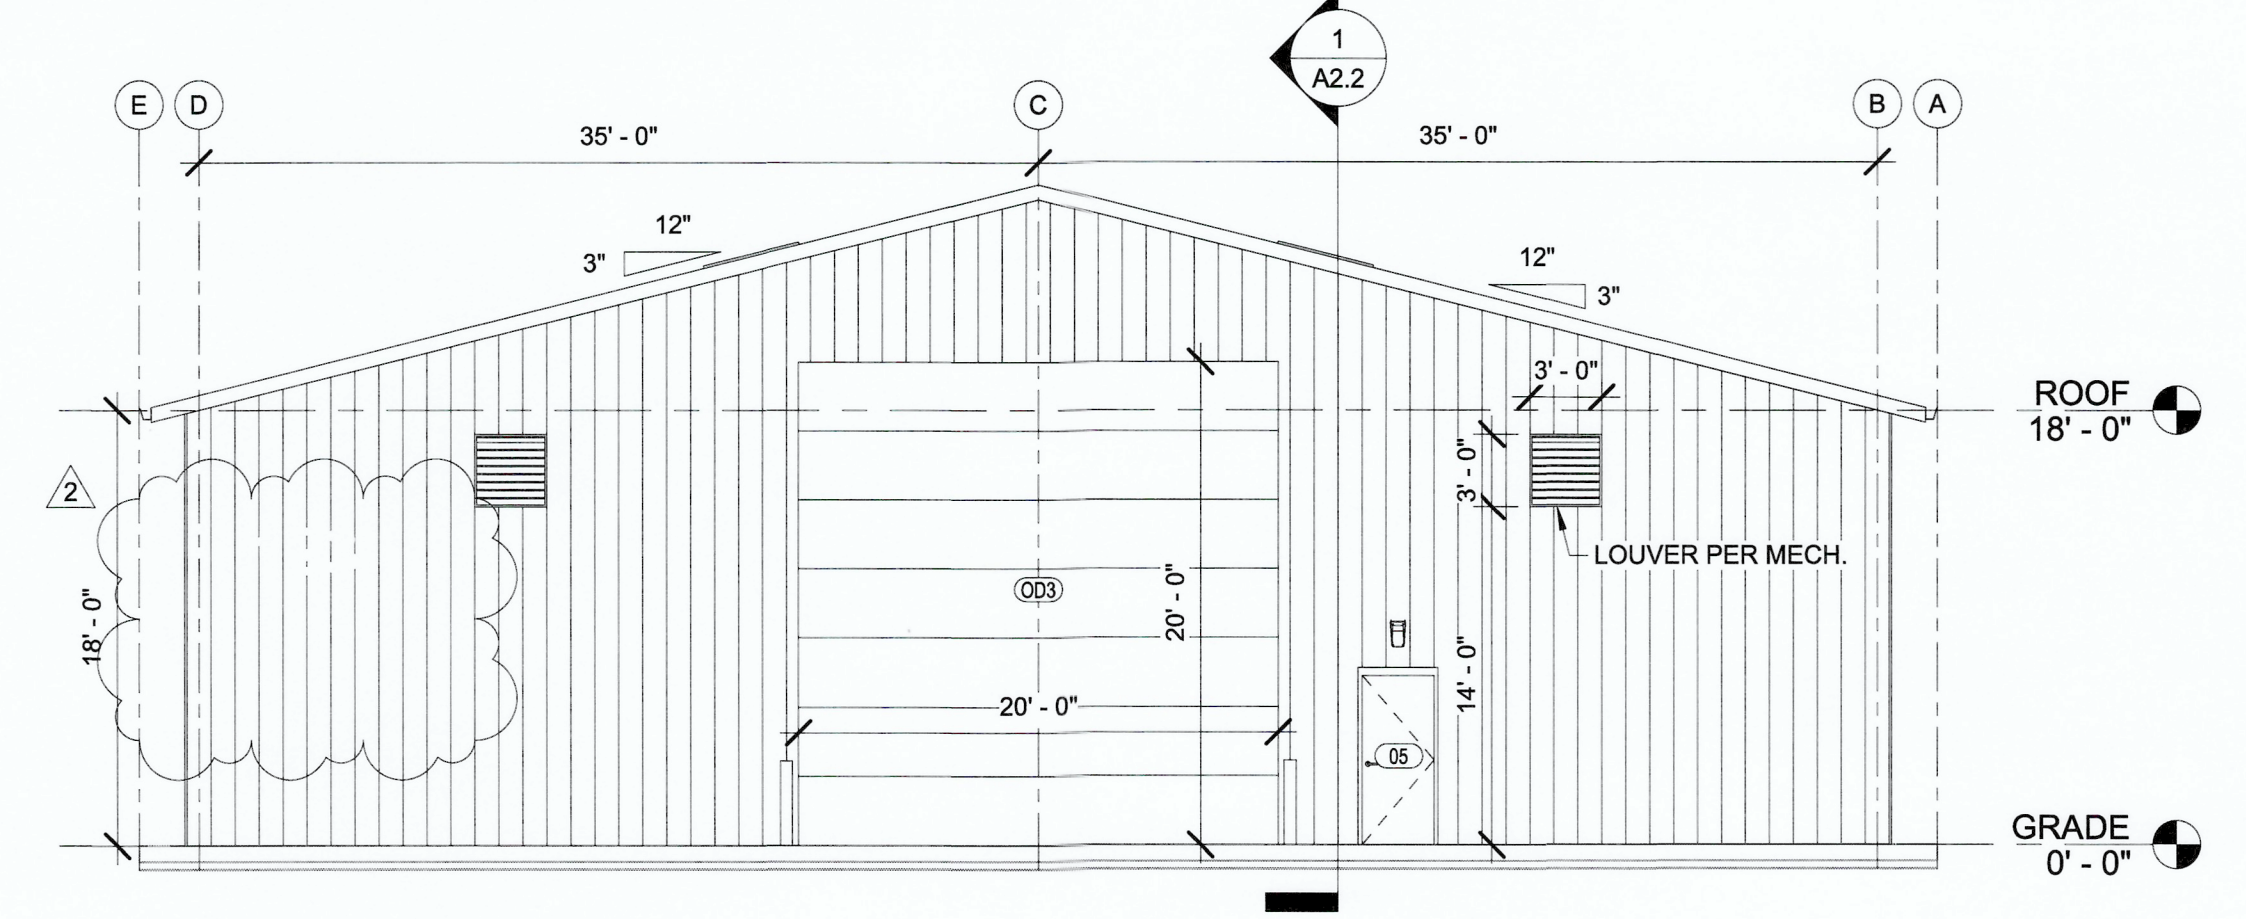 1
A2.2
E
D
C
B
A
35' - 0"
35' - 0"
12"
3"
12"
3"
3' - 0"
ROOF
18' - 0"
2
3' - 0"
LOUVER PER MECH.
18' - 0"
OD3
20' - 0"
14' - 0"
20' - 0"
05
GRADE
0' - 0"